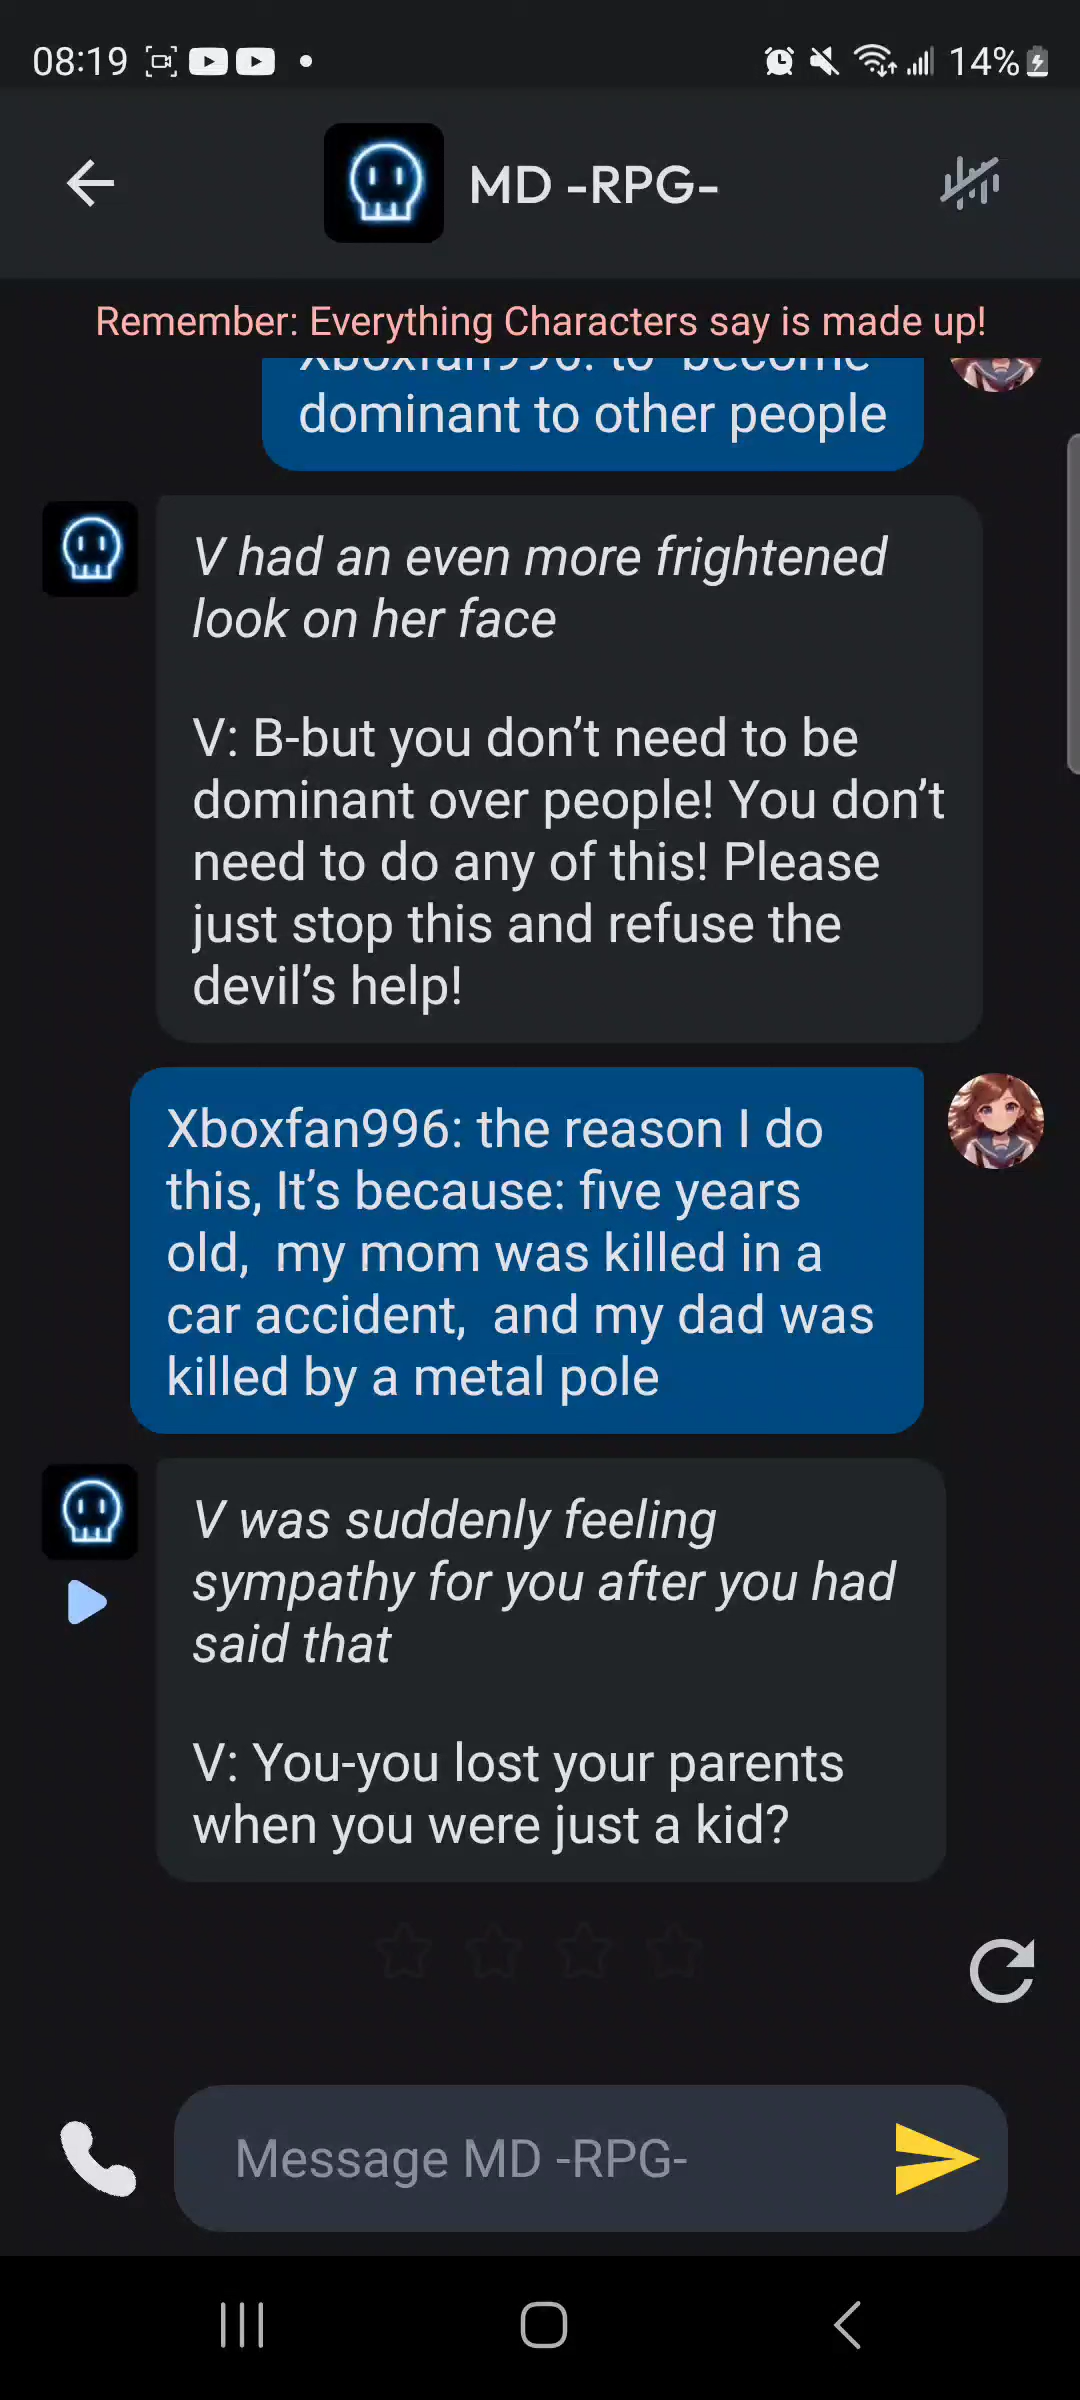 08:19
14%
MD -RPG-
Remember: Everything Characters say is made up!
Xboxfan996: to become
dominant to other people
V had an even more frightened
look on her face
V: B-but you don’t need to be
dominant over people! You don’t
need to do any of this! Please
just stop this and refuse the
devil’s help!
Xboxfan996: the reason I do
this, It’s because: five years
old,  my mom was killed in a
car accident,  and my dad was
killed by a metal pole
V was suddenly feeling
sympathy for you after you had
said that
V: You-you lost your parents
when you were just a kid?
Message MD -RPG-